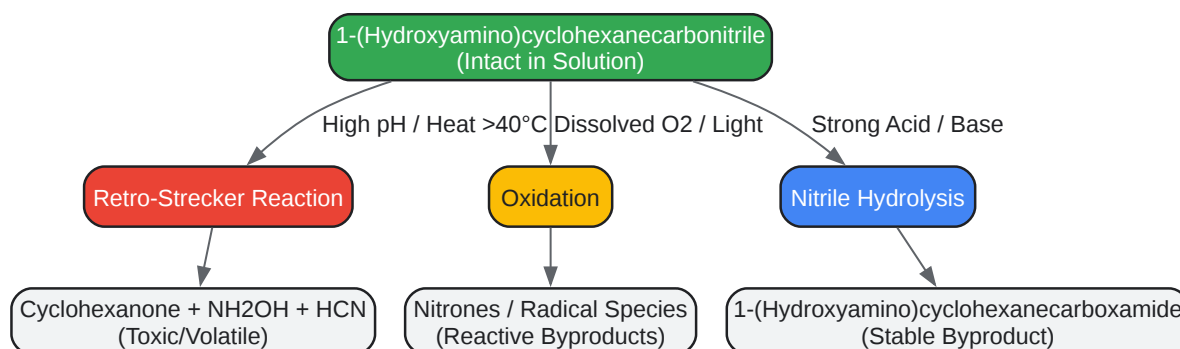 1-(Hydroxyamino)cyclohexanecarbonitrile
(Intact in Solution)
High pH / Heat >40°C
Dissolved O2 / Light
Strong Acid / Base
Retro-Strecker Reaction
Oxidation
Nitrile Hydrolysis
Cyclohexanone + NH2OH + HCN
(Toxic/Volatile)
Nitrones / Radical Species
(Reactive Byproducts)
1-(Hydroxyamino)cyclohexanecarboxamide
(Stable Byproduct)